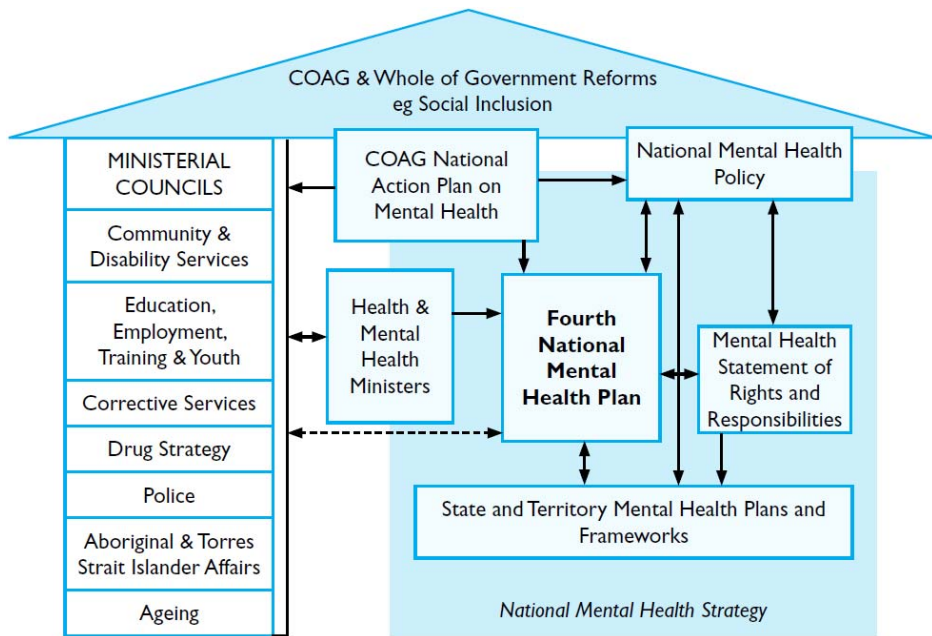 COAG & Whole of Government Reforms
eg Social Inclusion
MINISTERIAL
COUNCILS
Community &
Disability Services
Education,
Employment,
Training & Youth
Corrective Services
Drug Strategy
Police
Aboriginal & Torres
Strait Islander Affairs
Ageing
COAG National
Action Plan on
Mental Health
National Mental Health
Policy
Health &
Mental
Health
Ministers
Fourth
National
Mental
Health Plan
Mental Health
Statement of
Rights and
Responsibilities
State and Territory Mental Health Plans and
Frameworks
National Mental Health Strategy